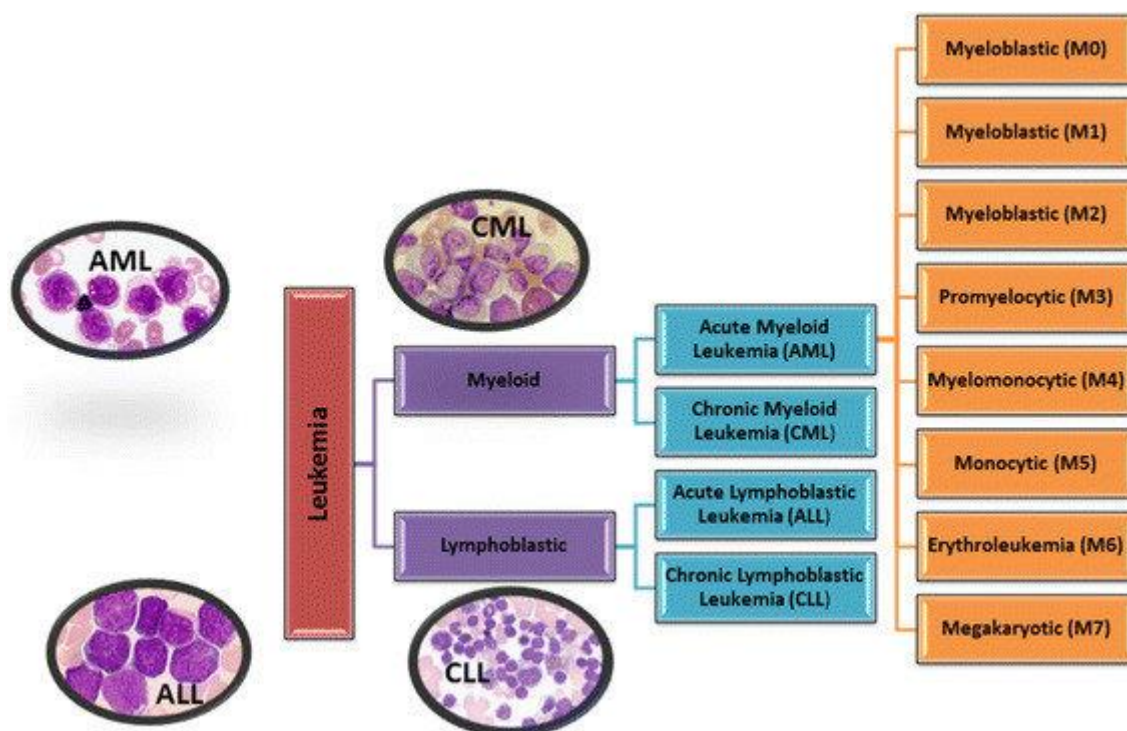 AML
ALL
CML
CLL
Leukemia
Myeloid
Lymphoblastic
Acute Myeloid
Leukemia (AML)
Chronic Myeloid
Leukemia (CML)
Acute Lymphoblastic
Leukemia (ALL)
Chronic Lymphoblastic
Leukemia (CLL)
Myeloblastic (M0)
Myeloblastic (M1)
Myeloblastic (M2)
Promyelocytic (M3)
Myelomonocytic (M4)
Monocytic (M5)
Erythroleukemia (M6)
Megakaryotic (M7)